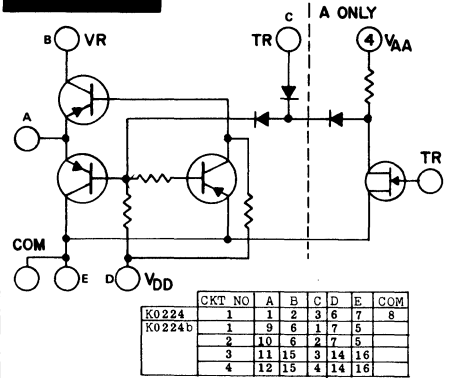 C A ONLY
B VR TR 4 VAA
A
TR
COM
E D VDD
CKT NO A B C D E COM
K0224 1 1 2 3 6 7 8
K0224b 1 9 6 1 7 5
2 10 6 2 7 5
3 11 15 3 14 16
4 12 15 4 14 16